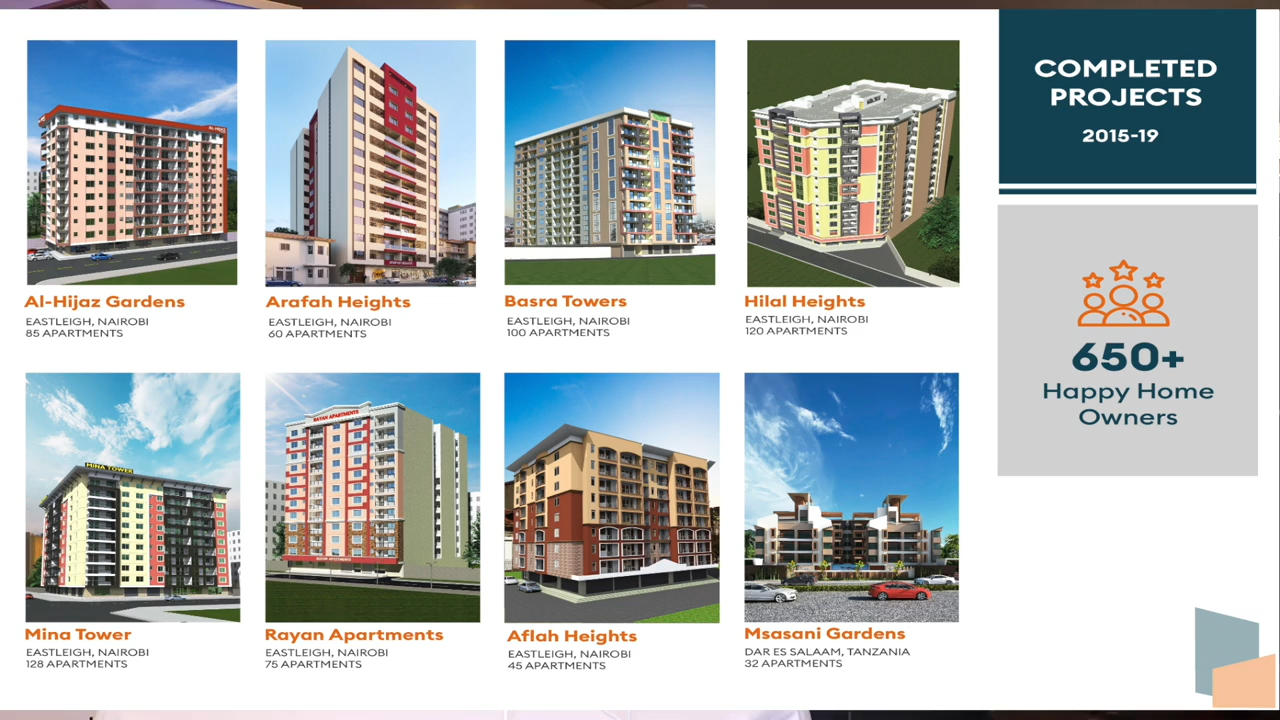 COMPLETED
PROJECTS
2015-19
650+
Happy Home
Owners
AL-HIJAZ
Al-Hijaz Gardens
EASTLEIGH, NAIROBI
85 APARTMENTS
Arafah Heights
EASTLEIGH, NAIROBI
60 APARTMENTS
Basra Towers
EASTLEIGH, NAIROBI
100 APARTMENTS
Hilal Heights
EASTLEIGH, NAIROBI
120 APARTMENTS
MINA TOWER
Mina Tower
EASTLEIGH, NAIROBI
128 APARTMENTS
RAYAN APARTMENTS
Rayan Apartments
EASTLEIGH, NAIROBI
75 APARTMENTS
Aflah Heights
EASTLEIGH, NAIROBI
45 APARTMENTS
Msasani Gardens
DAR ES SALAAM, TANZANIA
32 APARTMENTS